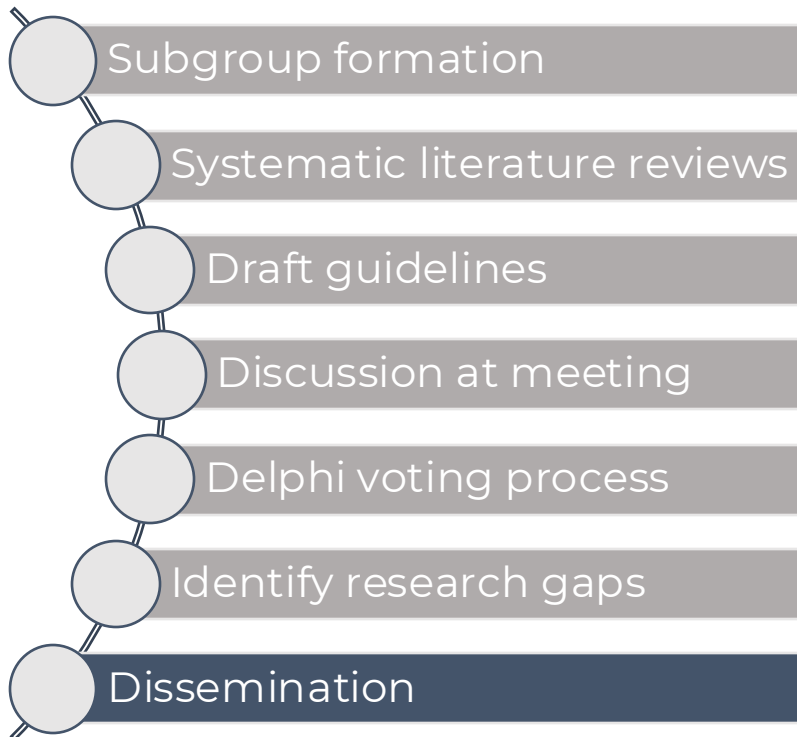 Subgroup formation
Systematic literature reviews
Draft guidelines
Discussion at meeting
Delphi voting process
Identify research gaps
Dissemination